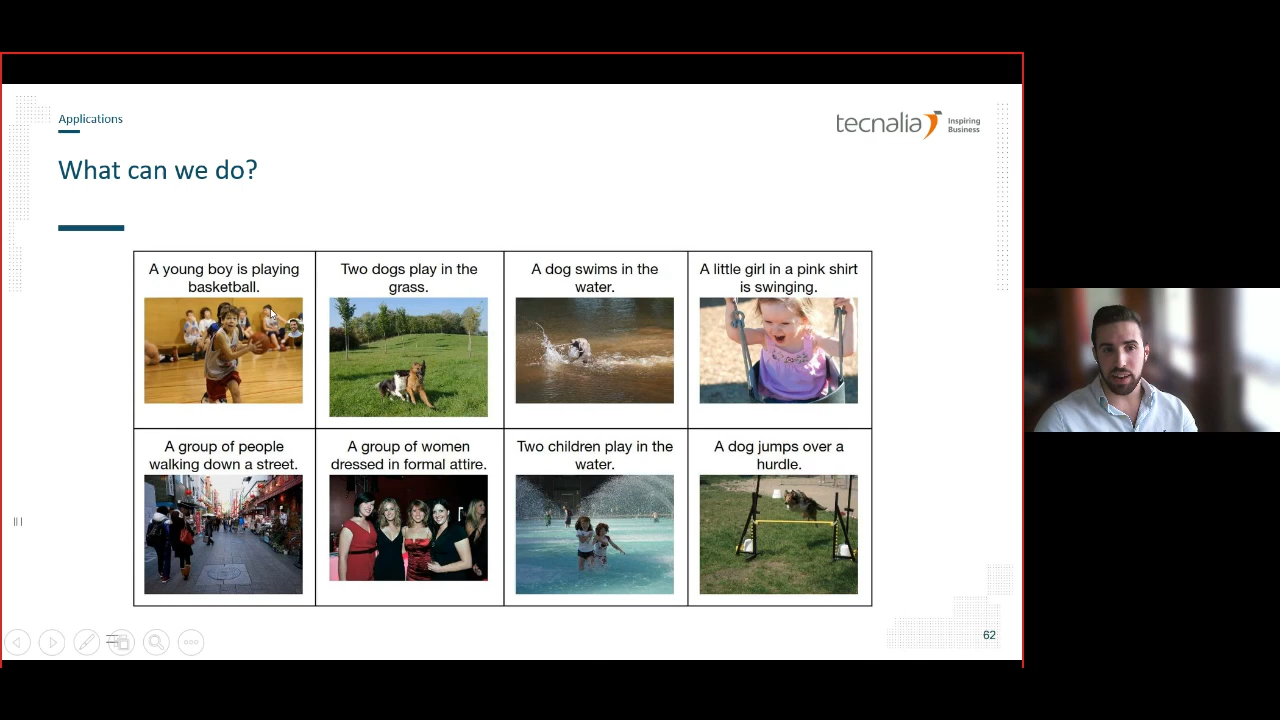 Applications
tecnalia Inspiring
Business
What can we do?
A young boy is playing
basketball.
Two dogs play in the
grass.
A dog swims in the
water.
A little girl in a pink shirt
is swinging.
A group of people
walking down a street.
A group of women
dressed in formal attire.
Two children play in the
water.
A dog jumps over a
hurdle.
62